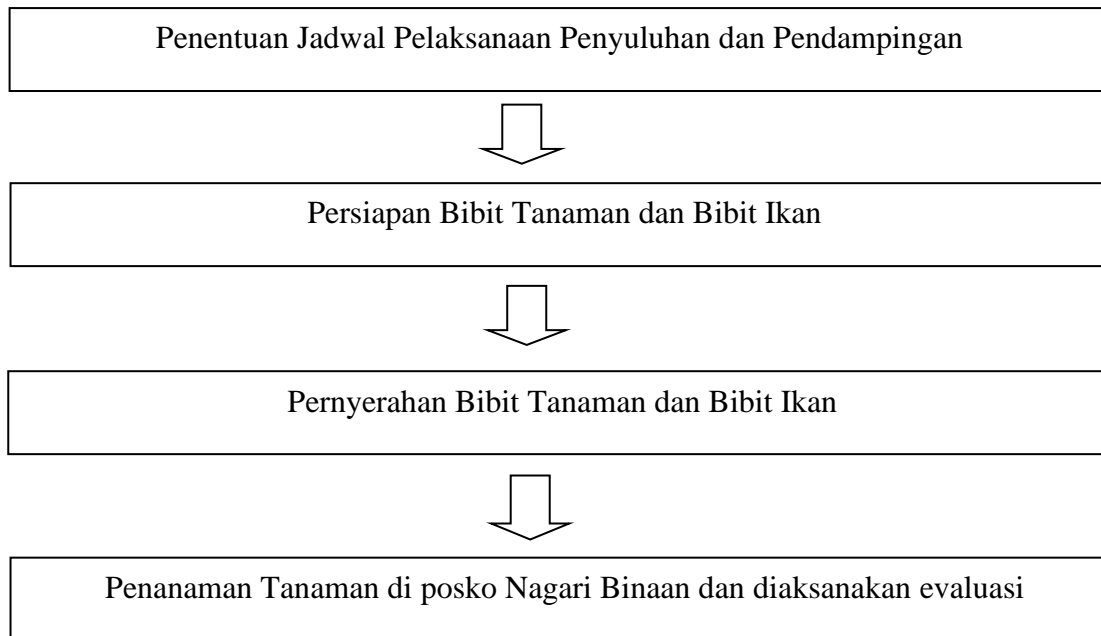 Penentuan Jadwal Pelaksanaan Penyuluhan dan Pendampingan
Persiapan Bibit Tanaman dan Bibit Ikan
Pernyerahan Bibit Tanaman dan Bibit Ikan
Penanaman Tanaman di posko Nagari Binaan dan diaksanakan evaluasi